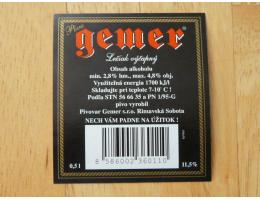 Pivo
gemer
Ležiak výčapný
Obsah alkoholu
min. 2,8% hm., max. 4,8% obj.
Využiteľná energia 1700 kJ/l
Skladujte pri teplote 7-10° C !
Podľa STN 56 66 35 a PN 1/95-G
pivo vyrobil
Pivovar Gemer s.r.o. Rimavská Sobota
NECH VÁM PADNE NA ÚŽITOK !
0,5 l
8 586002 360110
11,5%